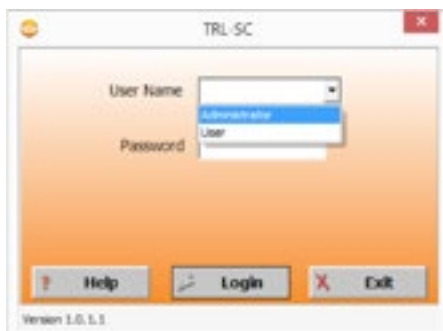 TRL-SC
User Name
Administrator
User
Password
Help
Login
Exit
Version 1.0.1.1